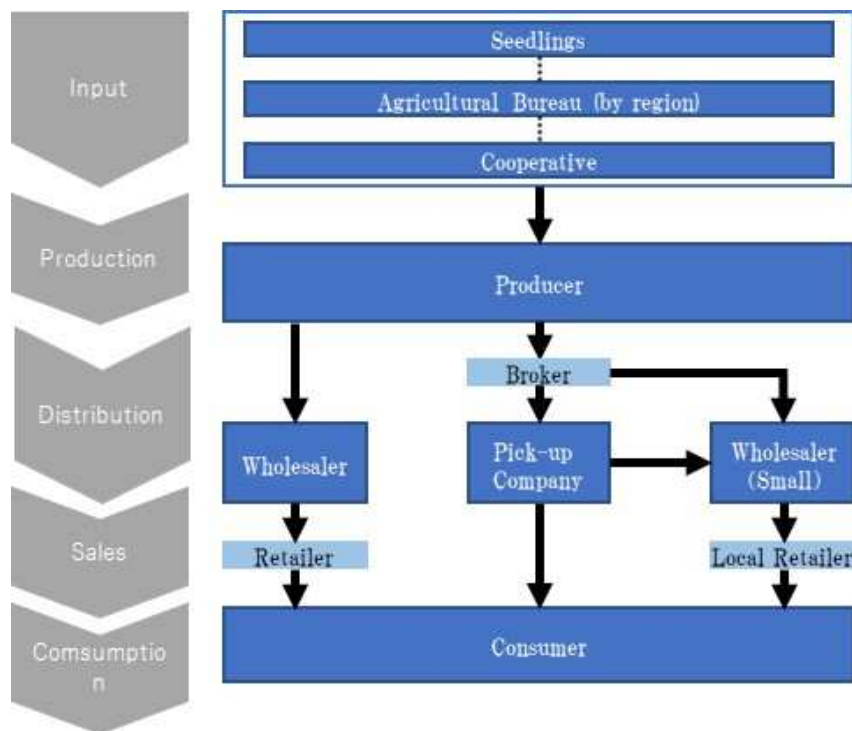 Input
Seedlings
Agricultural Bureau (by region)
Cooperative
Production
Producer
Distribution
Broker
Wholesaler
Pick-up
Company
Wholesaler
(Small)
Sales
Retailer
Local Retailer
Comsumptio
n
Consumer